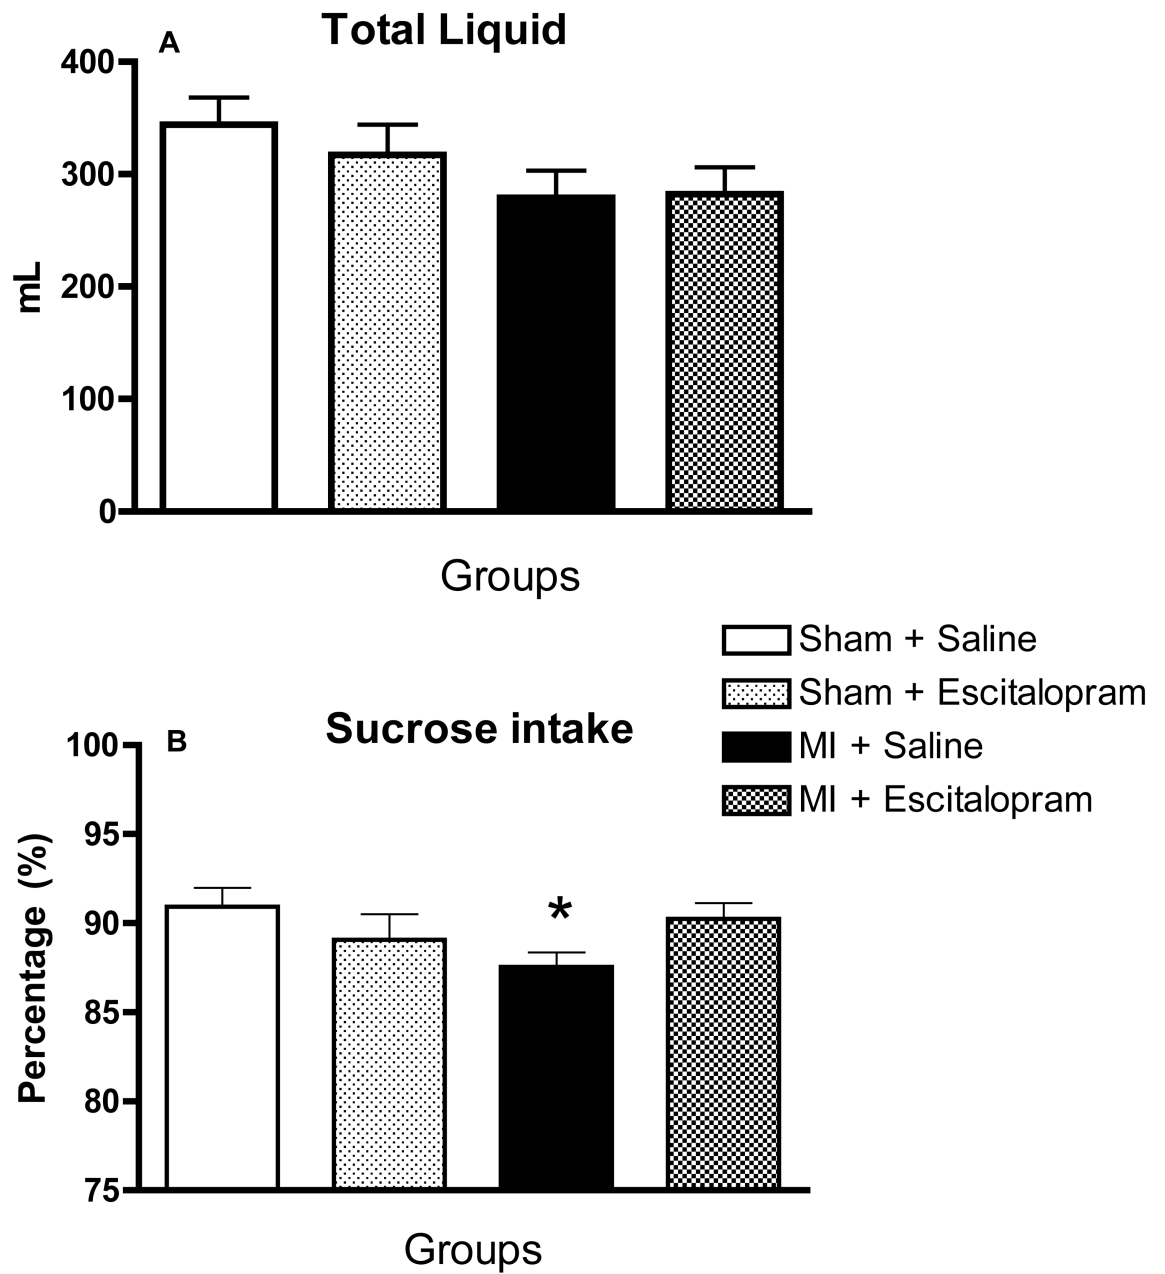 A
Total Liquid
400
300
200
100
0
mL
Groups
Sham + Saline
Sham + Escitalopram
MI + Saline
MI + Escitalopram
B
Sucrose intake
100
95
90
85
80
75
Percentage (%)
*
Groups